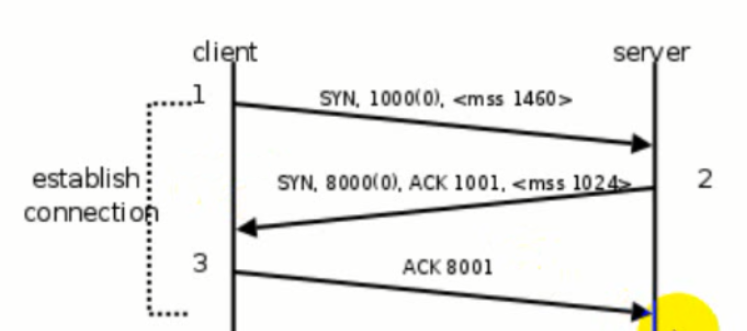 client
server
1
SYN, 1000(0), <mss 1460>
establish
connection
SYN, 8000(0), ACK 1001, <mss 1024>
2
3
ACK 8001